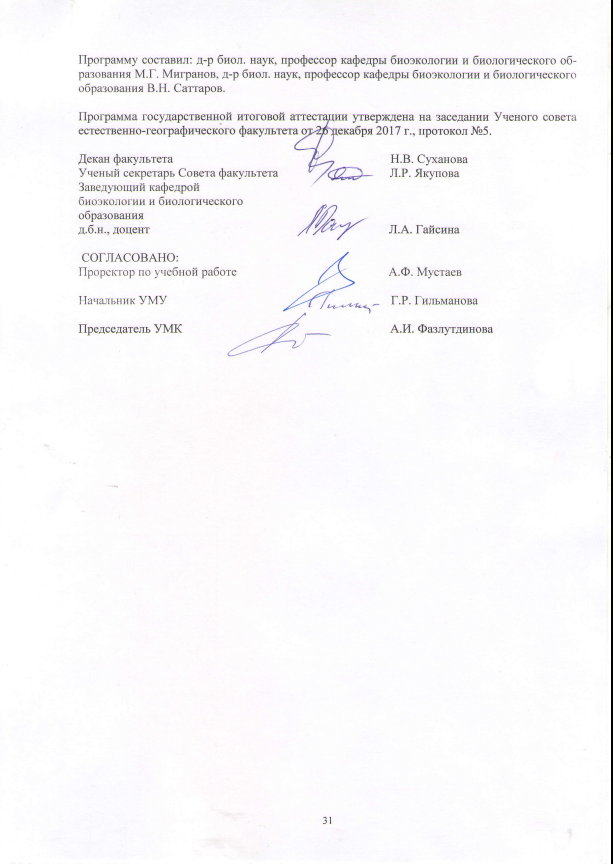 Программу составил: д-р биол. наук, профессор кафедры биоэкологии и биологического об-
разования М.Г. Мигранов, д-р биол. наук, профессор кафедры биоэкологии и биологического
образования В.Н. Саттаров.
Программа государственной итоговой аттестации утверждена на заседании Ученого совета
естественно-географического факультета от 26 декабря 2017 г., протокол №5.
Декан факультета Н.В. Суханова
Ученый секретарь Совета факультета Л.Р. Якупова
Заведующий кафедрой
биоэкологии и биологического
образования
д.б.н., доцент Л.А. Гайсина
СОГЛАСОВАНО:
Проректор по учебной работе А.Ф. Мустаев
Начальник УМУ Г.Р. Гильманова
Председатель УМК А.И. Фазлутдинова
31